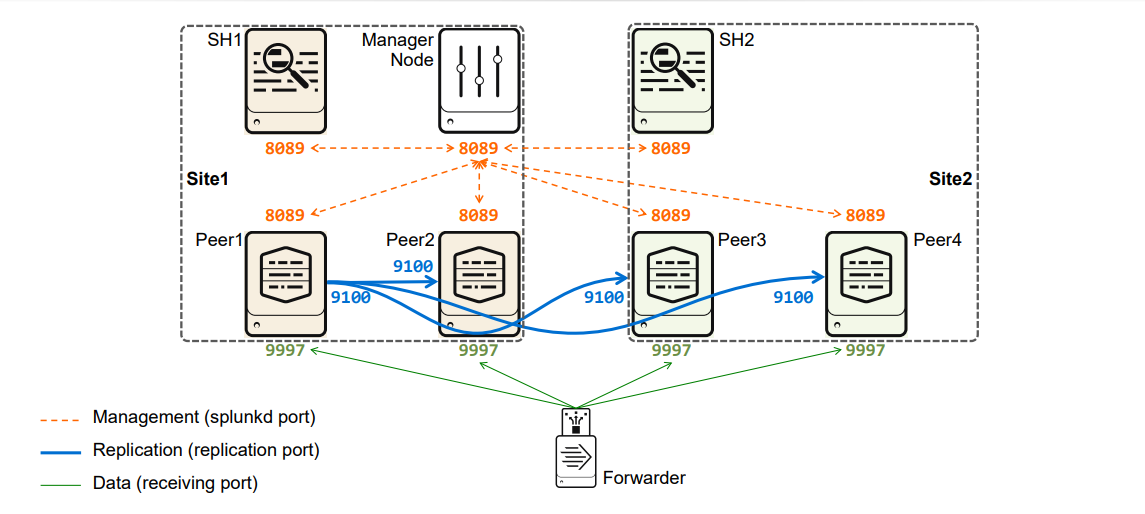 SH1
Manager
Node
SH2
8089
8089
8089
Site1
Site2
8089
8089
8089
8089
Peer1
Peer2
Peer3
Peer4
9100
9100
9100
9100
9997
9997
9997
9997
Management (splunkd port)
Replication (replication port)
Data (receiving port)
Forwarder